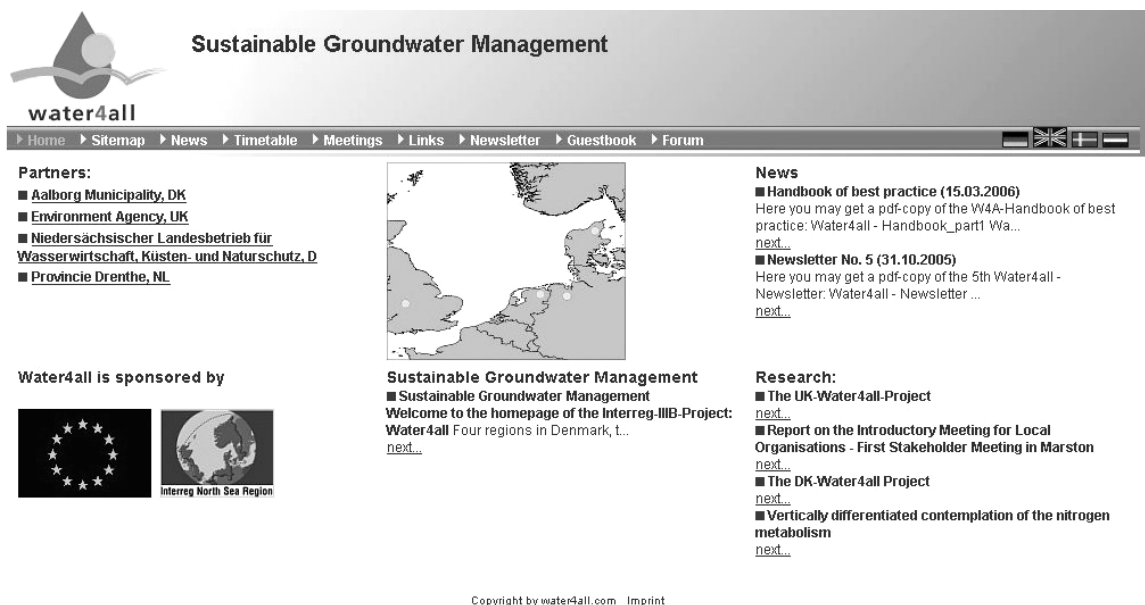 Sustainable Groundwater Management
water4all
Home Sitemap News Timetable Meetings Links Newsletter Guestbook Forum
Partners:
Aalborg Municipality, DK
Environment Agency, UK
Niedersächsischer Landesbetrieb für
Wasserwirtschaft, Küsten- und Naturschutz, D
Provincie Drenthe, NL
News
Handbook of best practice (15.03.2006)
Here you may get a pdf-copy of the W4A-Handbook of best
practice: Water4all - Handbook_part1 Wa...
next...
Newsletter No. 5 (31.10.2005)
Here you may get a pdf-copy of the 5th Water4all -
Newsletter: Water4all - Newsletter ...
next...
Water4all is sponsored by
Interreg North Sea Region
Sustainable Groundwater Management
Sustainable Groundwater Management
Welcome to the homepage of the Interreg-IIIB-Project:
Water4all Four regions in Denmark, t...
next...
Research:
The UK-Water4all-Project
next...
Report on the Introductory Meeting for Local
Organisations - First Stakeholder Meeting in Marston
next...
The DK-Water4all Project
next...
Vertically differentiated contemplation of the nitrogen
metabolism
next...
Copyright by water4all.com Imprint